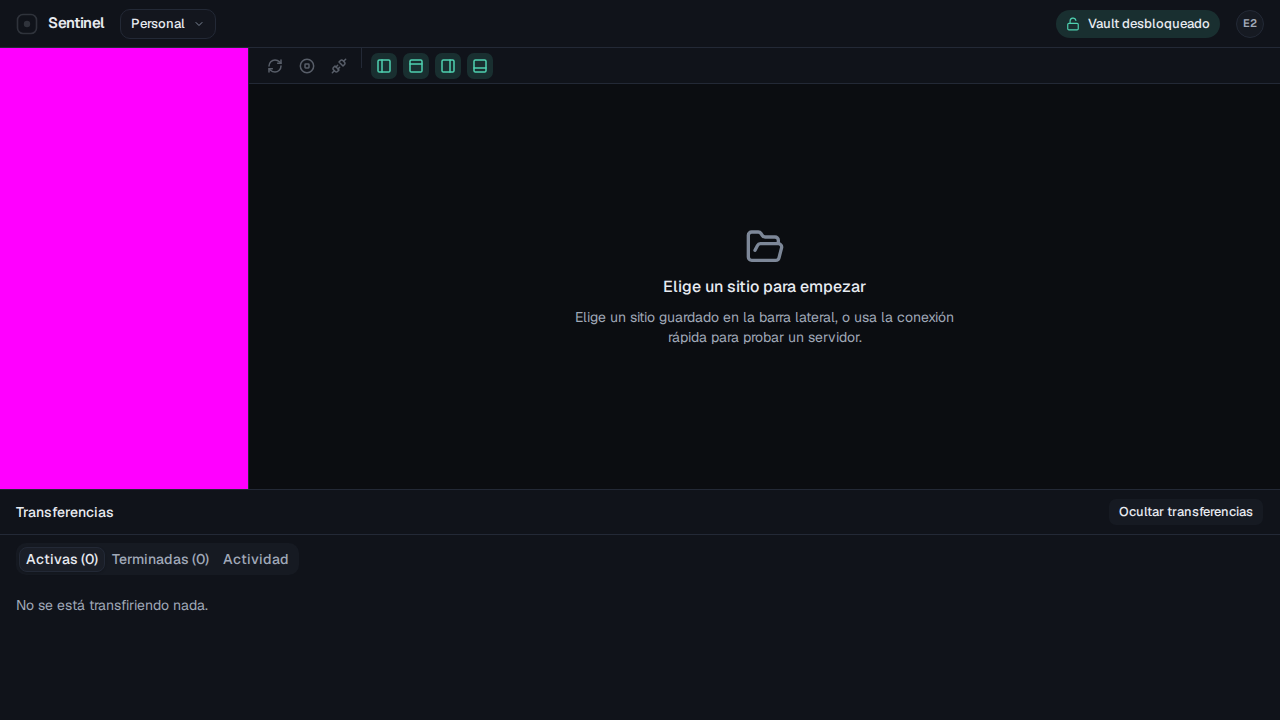 Sentinel
Personal
Vault desbloqueado
E2
Elige un sitio para empezar
Elige un sitio guardado en la barra lateral, o usa la conexión
rápida para probar un servidor.
Transferencias
Ocultar transferencias
Activas (0)
Terminadas (0)
Actividad
No se está transfiriendo nada.